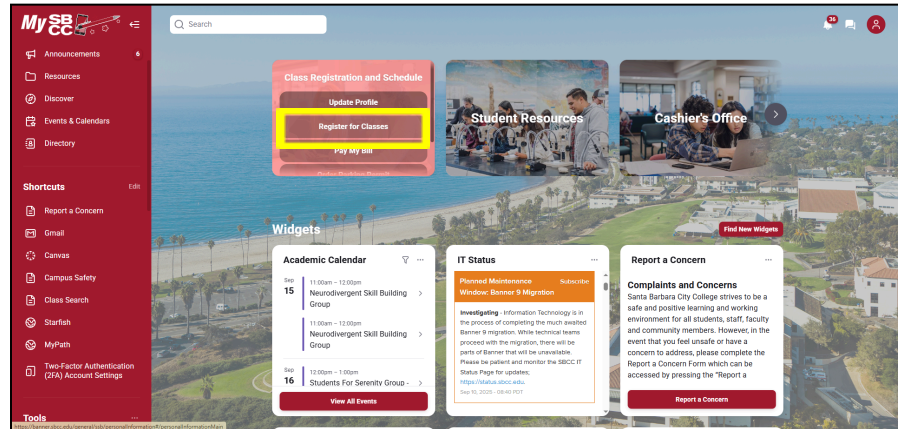 My SBCC
Search
36
Announcements 6
Resources
Discover
Events & Calendars
Directory
Shortcuts Edit
Report a Concern
Gmail
Canvas
Campus Safety
Class Search
Starfish
MyPath
Two-Factor Authentication
(2FA) Account Settings
Tools
https://banner.sbcc.edu/general/ssb/personalInformation#/personalInformationMain
Class Registration and Schedule
Update Profile
Register for Classes
Pay My Bill
Order Parking Permit
Student Resources
Cashier's Office
Widgets
Find New Widgets
Academic Calendar
Sep
15
11:00am – 12:00pm
Neurodivergent Skill Building
Group
11:00am – 12:00pm
Neurodivergent Skill Building
Group
Sep
16
12:00pm – 1:00pm
Students For Serenity Group -
View All Events
IT Status
Planned Maintenance Subscribe
Window: Banner 9 Migration
Investigating - Information Technology is in
the process of completing the much awaited
Banner 9 migration. While technical teams
proceed with the migration, there will be
parts of Banner that will be unavailable.
Please be patient and monitor the SBCC IT
Status Page for updates;
https://status.sbcc.edu.
Sep 10, 2025 - 08:40 PDT
Report a Concern
Complaints and Concerns
Santa Barbara City College strives to be a
safe and positive learning and working
environment for all students, staff, faculty
and community members. However, in the
event that you feel unsafe or have a
concern to address, please complete the
Report a Concern Form which can be
accessed by pressing the "Report a
Report a Concern